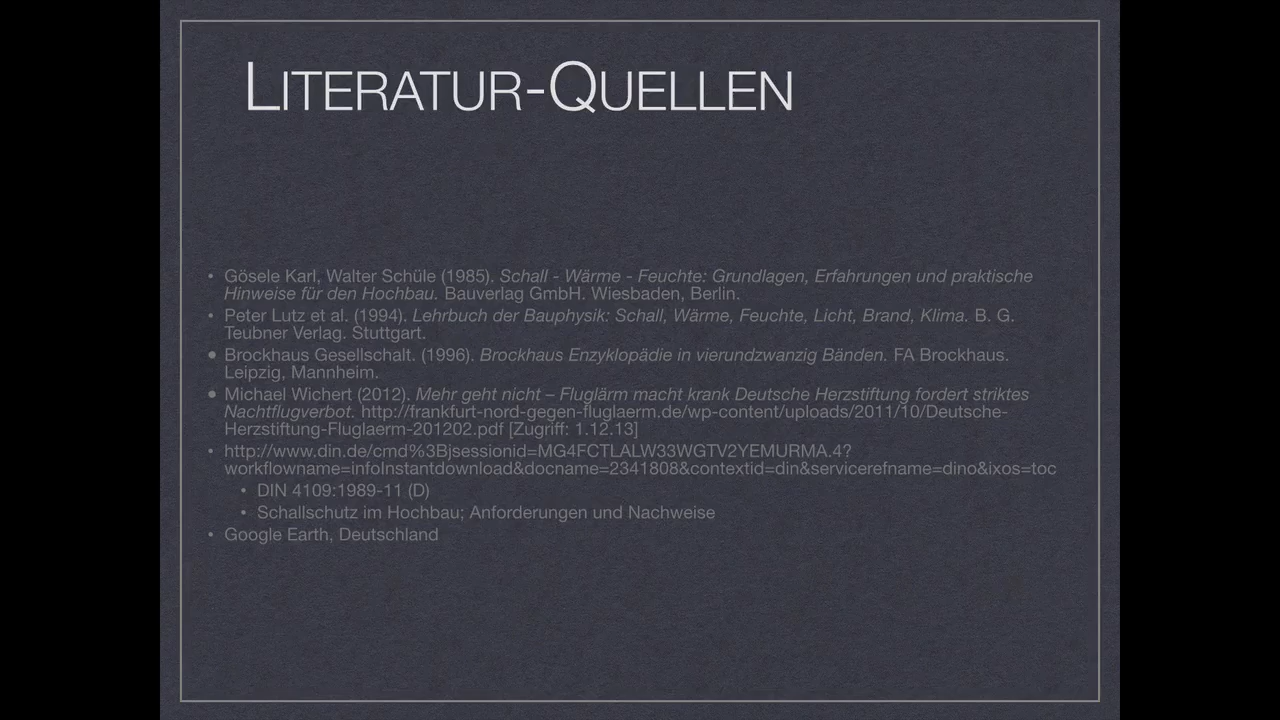 LITERATUR-QUELLEN
• Gösele Karl, Walter Schüle (1985). Schall - Wärme - Feuchte: Grundlagen, Erfahrungen und praktische
Hinweise für den Hochbau. Bauverlag GmbH. Wiesbaden, Berlin.
• Peter Lutz et al. (1994). Lehrbuch der Bauphysik: Schall, Wärme, Feuchte, Licht, Brand, Klima. B. G.
Teubner Verlag. Stuttgart.
• Brockhaus Gesellschalt. (1996). Brockhaus Enzyklopädie in vierundzwanzig Bänden. FA Brockhaus.
Leipzig, Mannheim.
• Michael Wichert (2012). Mehr geht nicht – Fluglärm macht krank Deutsche Herzstiftung fordert striktes
Nachtflugverbot. http://frankfurt-nord-gegen-fluglaerm.de/wp-content/uploads/2011/10/Deutsche-
Herzstiftung-Fluglaerm-201202.pdf [Zugriff: 1.12.13]
• http://www.din.de/cmd%3Bjsessionid=MG4FCTLALW33WGTV2YEMURMA.4?
workflowname=infoInstantdownload&docname=2341808&contextid=din&servicerefname=dino&ixos=toc
• DIN 4109:1989-11 (D)
• Schallschutz im Hochbau; Anforderungen und Nachweise
• Google Earth, Deutschland